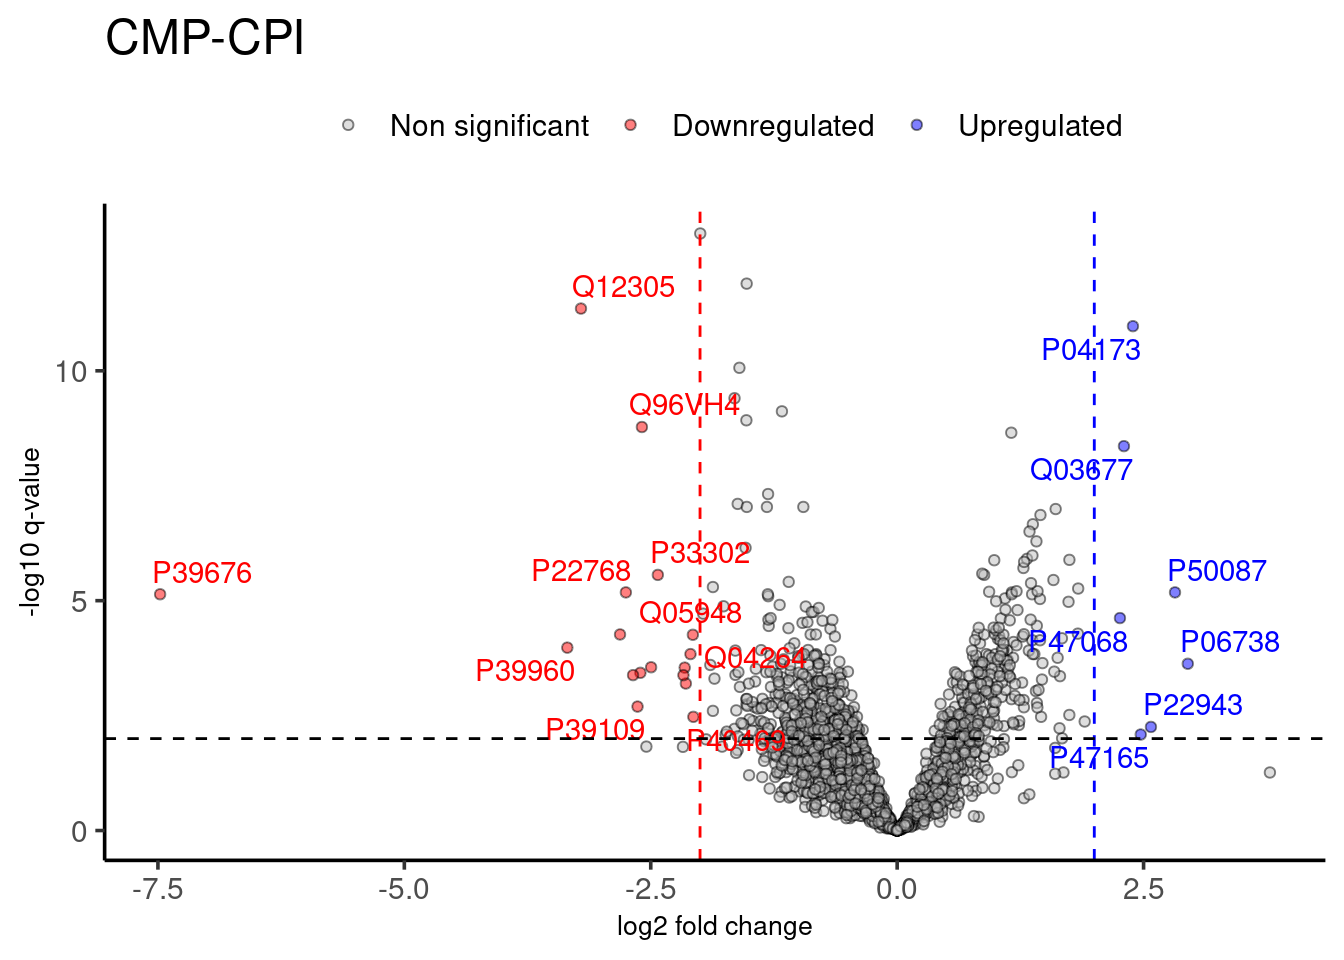 CMP-CPI
Non significant Downregulated Upregulated
Q12305
P04173
10
Q96VH4
Q03677
-log10 q-value
P33302
P39676
P22768
P50087
5
Q05948
P47068
P06738
Q04264
P39960
P22943
P39109
P40469
P47165
0
-7.5 -5.0 -2.5 0.0 2.5
log2 fold change